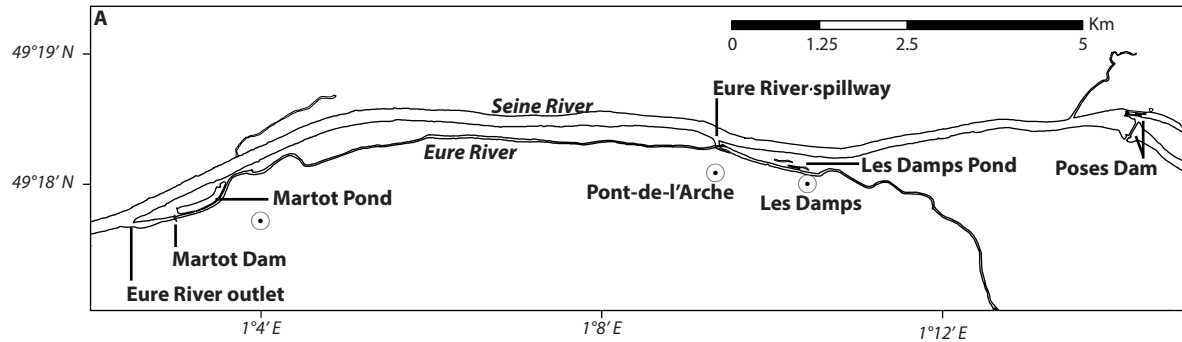 A
Km
0
1.25
2.5
5
49°19′ N
Eure River·spillway
Seine River
Eure River
Les Damps Pond
Poses Dam
49°18′ N
Martot Pond
Pont-de-l’Arche
Les Damps
Martot Dam
Eure River outlet
1°4′ E
1°8′ E
1°12′ E